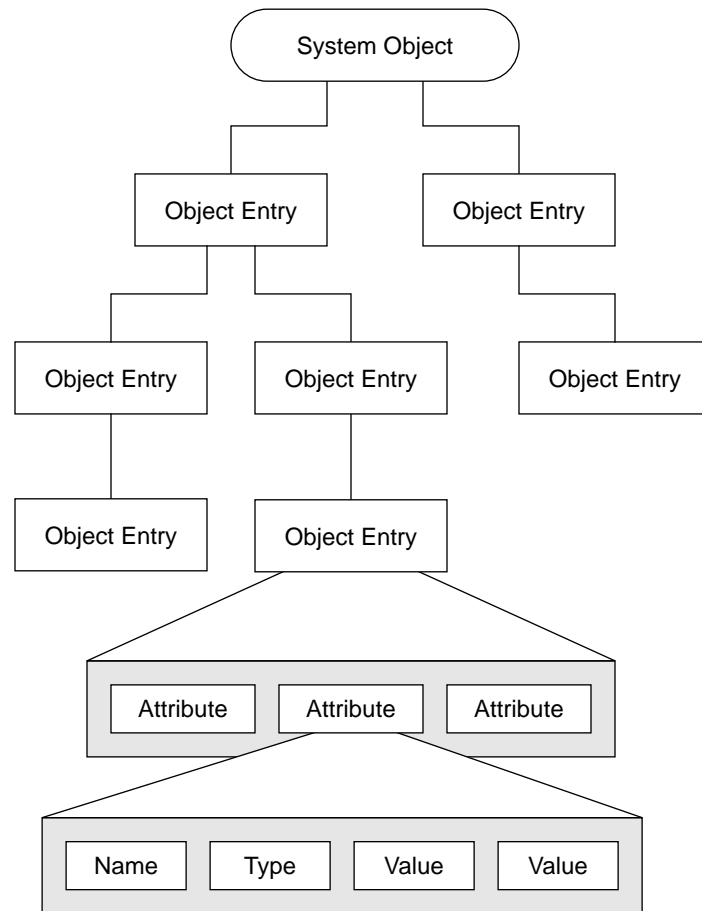 System Object
Object Entry
Object Entry
Object Entry
Object Entry
Object Entry
Object Entry
Object Entry
Attribute
Attribute
Attribute
Name
Type
Value
Value